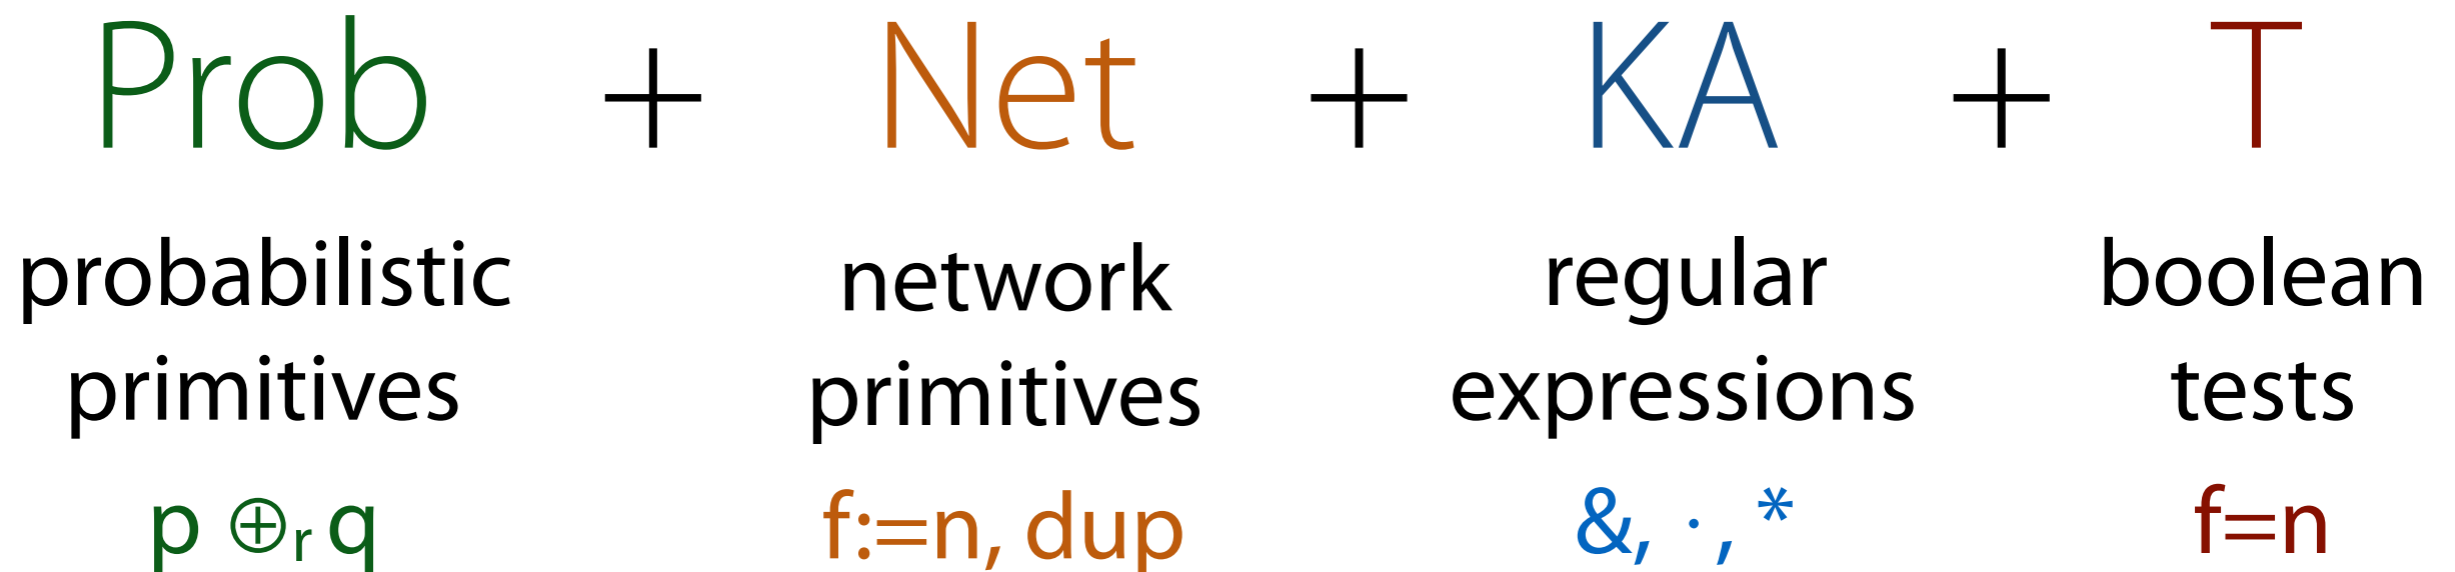 Prob + Net + KA + T
probabilistic network regular boolean
primitives primitives expressions tests
p ⊕r q f:=n, dup &, ·, * f=n